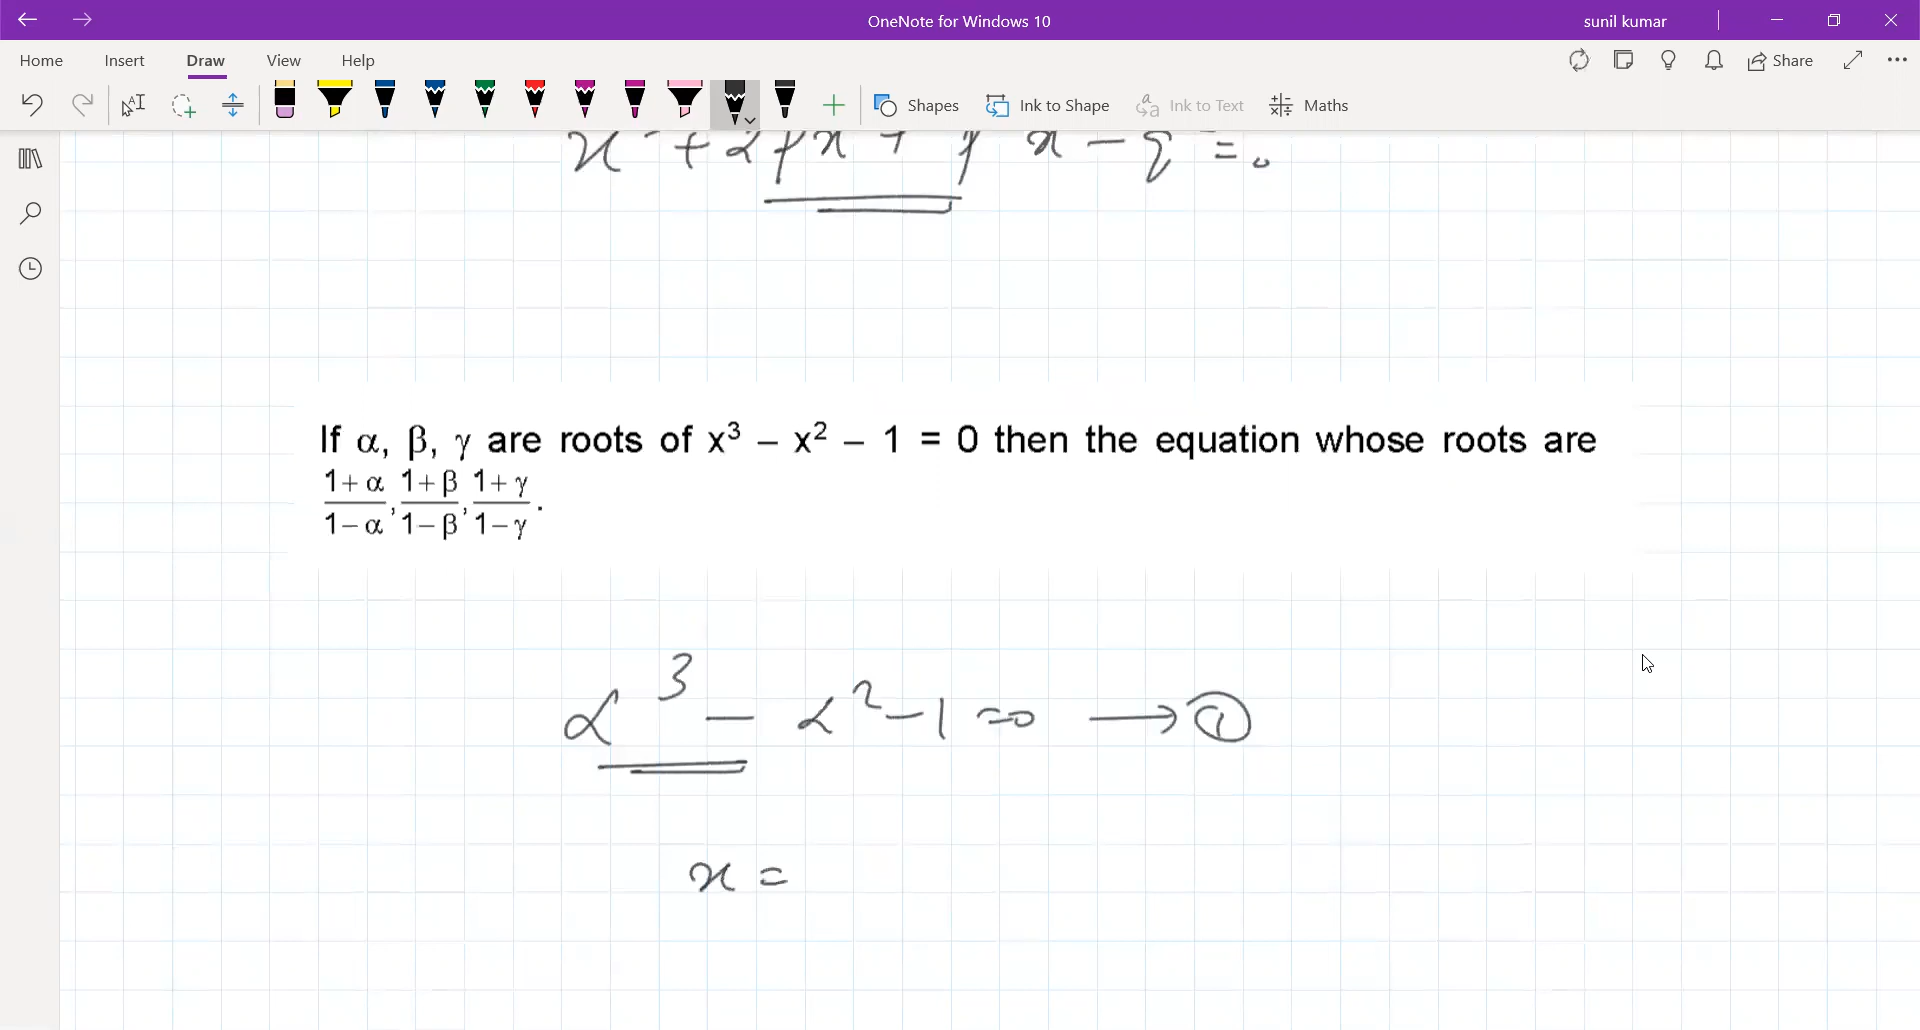 OneNote for Windows 10
sunil kumar
Home Insert Draw View Help
Share
Shapes Ink to Shape Ink to Text Maths
x + 2px + p x - q = 0
If α, β, γ are roots of x³ – x² – 1 = 0 then the equation whose roots are
(1+α)/(1–α), (1+β)/(1–β), (1+γ)/(1–γ).
α³ – α² – 1 = 0 → ①
x =